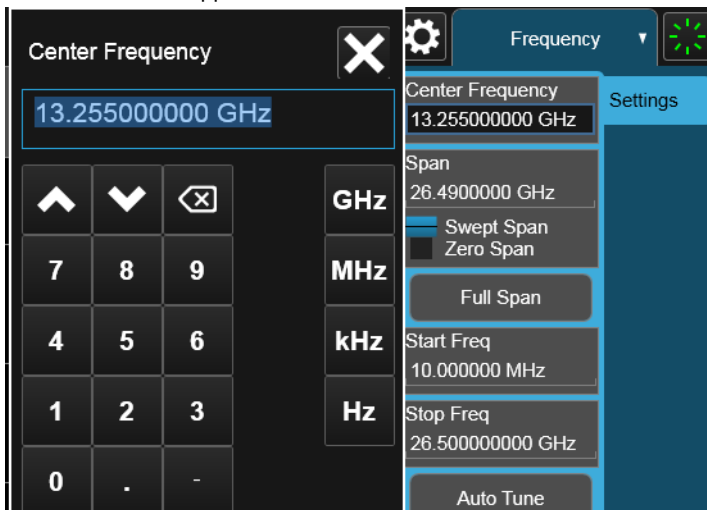 Center Frequency
13.255000000 GHz
GHz
7 8 9 MHz
4 5 6 kHz
1 2 3 Hz
0 . -
Frequency
Center Frequency
13.255000000 GHz
Span
26.4900000 GHz
Swept Span
Zero Span
Full Span
Start Freq
10.000000 MHz
Stop Freq
26.500000000 GHz
Auto Tune
Settings